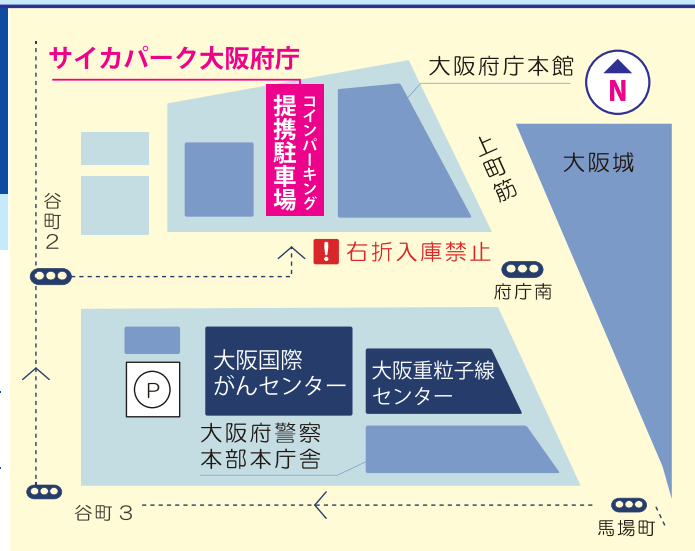 サイカパーク大阪府庁
大阪府庁本館
N
コインパーキング
提携駐車場
上町筋
大阪城
谷町2
! 右折入庫禁止
府庁南
大阪国際
がんセンター
大阪重粒子線
センター
P
大阪府警察
本部本庁舎
谷町3
馬場町